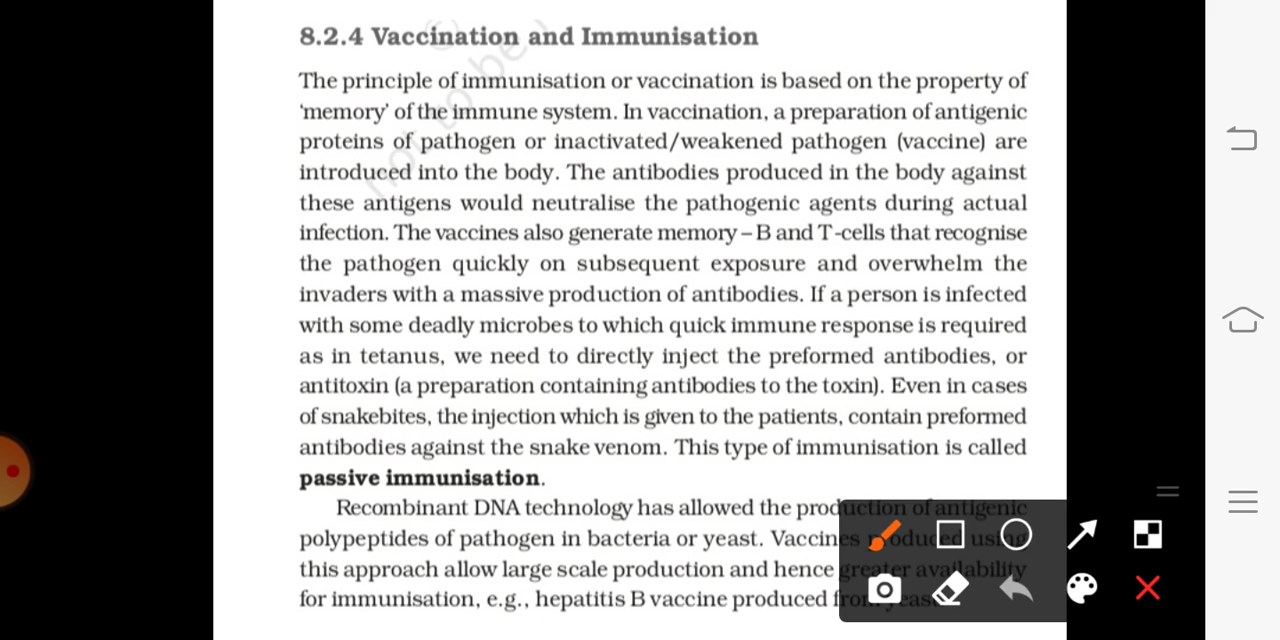 8.2.4 Vaccination and Immunisation
The principle of immunisation or vaccination is based on the property of
‘memory’ of the immune system. In vaccination, a preparation of antigenic
proteins of pathogen or inactivated/weakened pathogen (vaccine) are
introduced into the body. The antibodies produced in the body against
these antigens would neutralise the pathogenic agents during actual
infection. The vaccines also generate memory – B and T-cells that recognise
the pathogen quickly on subsequent exposure and overwhelm the
invaders with a massive production of antibodies. If a person is infected
with some deadly microbes to which quick immune response is required
as in tetanus, we need to directly inject the preformed antibodies, or
antitoxin (a preparation containing antibodies to the toxin). Even in cases
of snakebites, the injection which is given to the patients, contain preformed
antibodies against the snake venom. This type of immunisation is called
passive immunisation.
Recombinant DNA technology has allowed the production of antigenic
polypeptides of pathogen in bacteria or yeast. Vaccines produced using
this approach allow large scale production and hence greater availability
for immunisation, e.g., hepatitis B vaccine produced from yeast.
© not to be